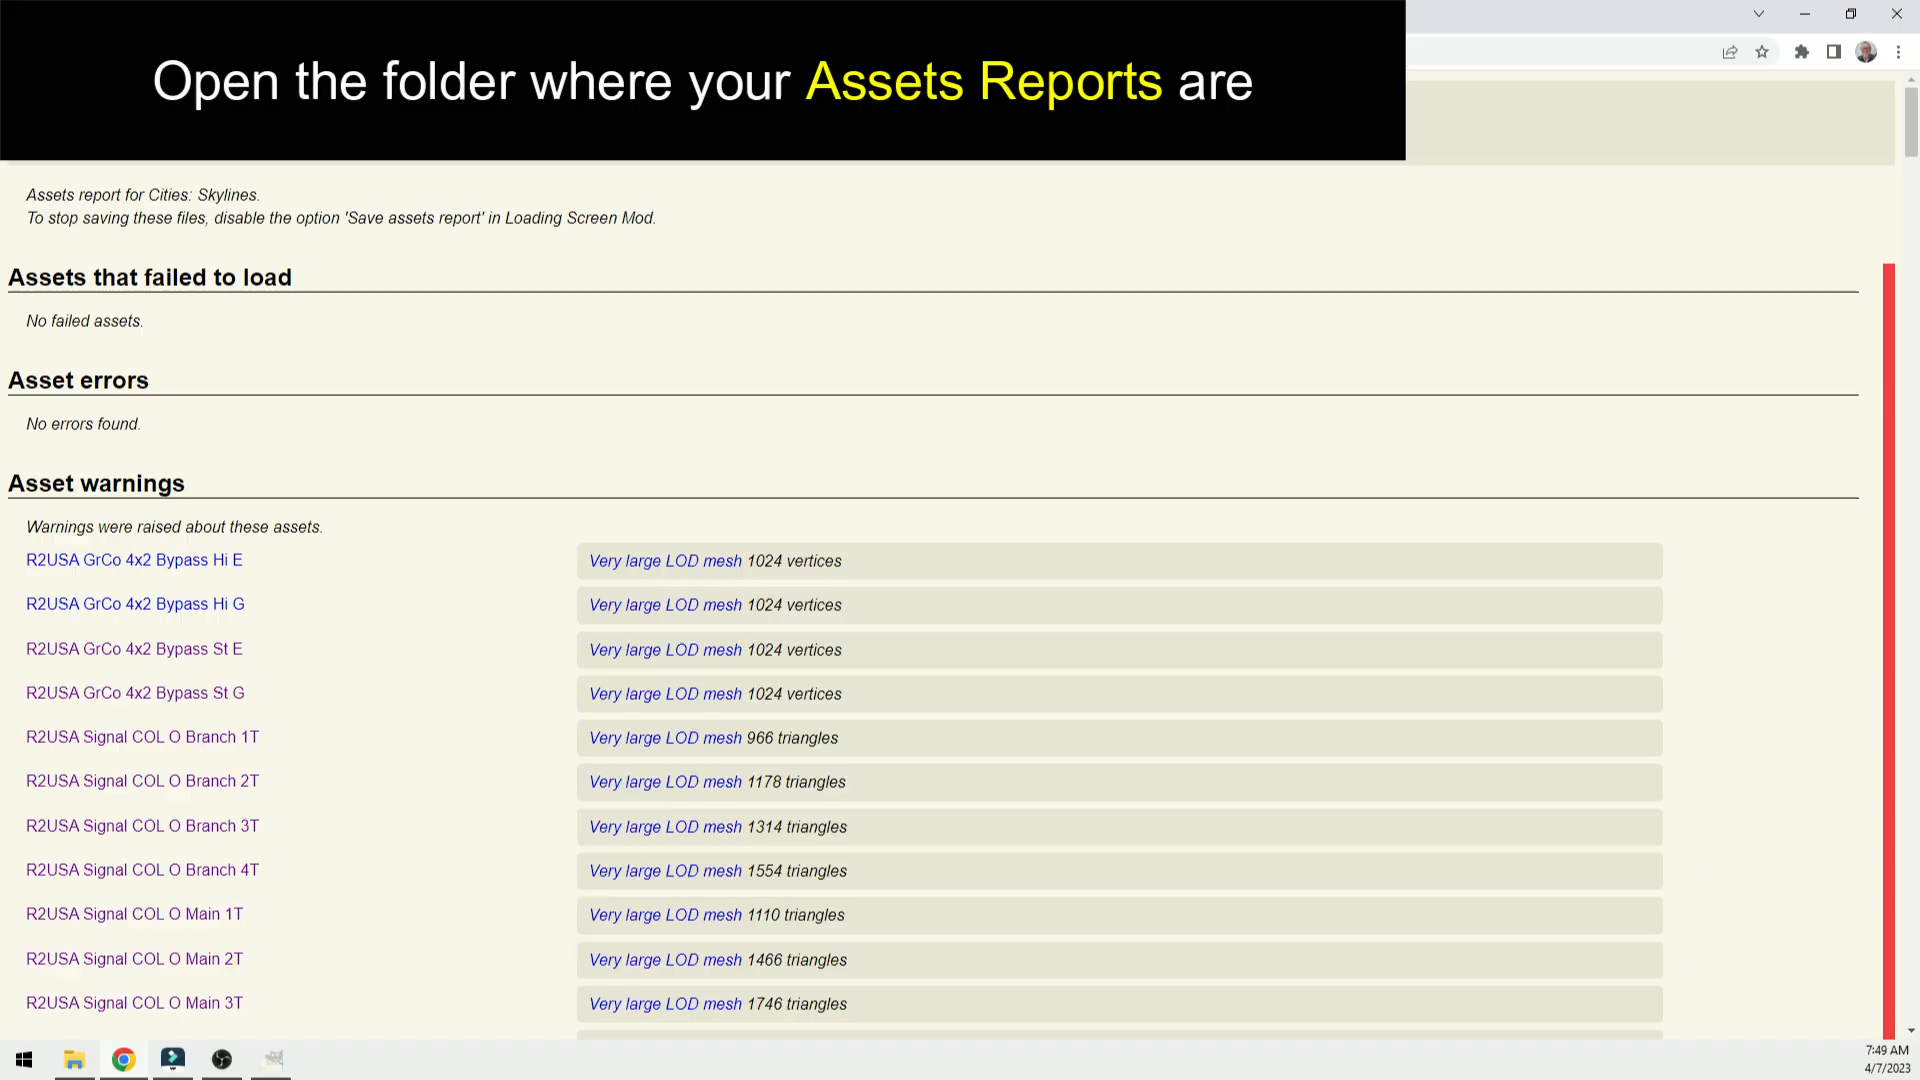 Open the folder where your Assets Reports are
Assets report for Cities: Skylines.
To stop saving these files, disable the option 'Save assets report' in Loading Screen Mod.
Assets that failed to load
No failed assets.
Asset errors
No errors found.
Asset warnings
Warnings were raised about these assets.
R2USA GrCo 4x2 Bypass Hi E Very large LOD mesh 1024 vertices
R2USA GrCo 4x2 Bypass Hi G Very large LOD mesh 1024 vertices
R2USA GrCo 4x2 Bypass St E Very large LOD mesh 1024 vertices
R2USA GrCo 4x2 Bypass St G Very large LOD mesh 1024 vertices
R2USA Signal COL O Branch 1T Very large LOD mesh 966 triangles
R2USA Signal COL O Branch 2T Very large LOD mesh 1178 triangles
R2USA Signal COL O Branch 3T Very large LOD mesh 1314 triangles
R2USA Signal COL O Branch 4T Very large LOD mesh 1554 triangles
R2USA Signal COL O Main 1T Very large LOD mesh 1110 triangles
R2USA Signal COL O Main 2T Very large LOD mesh 1466 triangles
R2USA Signal COL O Main 3T Very large LOD mesh 1746 triangles
7:49 AM
4/7/2023